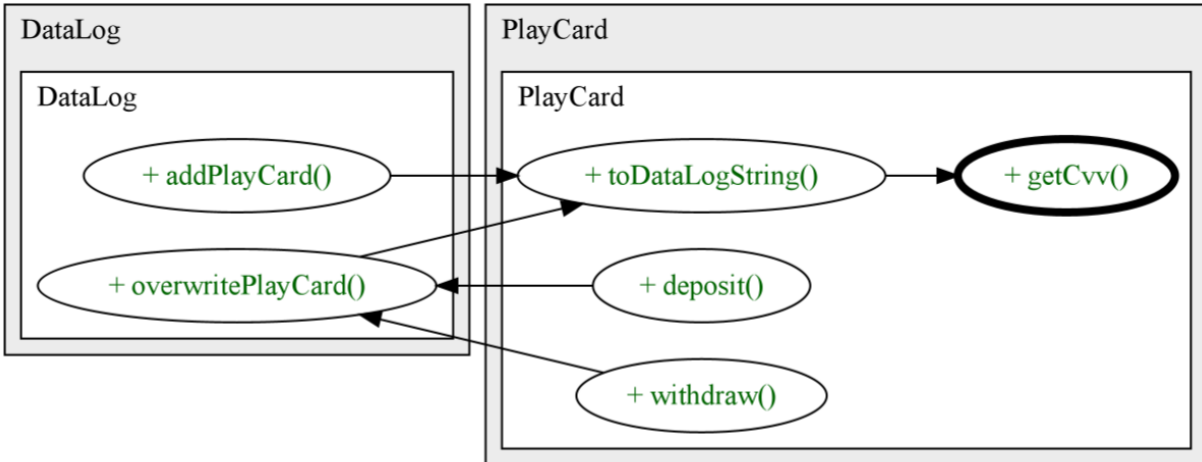 DataLog
DataLog
+ addPlayCard()
+ overwritePlayCard()
PlayCard
PlayCard
+ toDataLogString()
+ getCvv()
+ deposit()
+ withdraw()